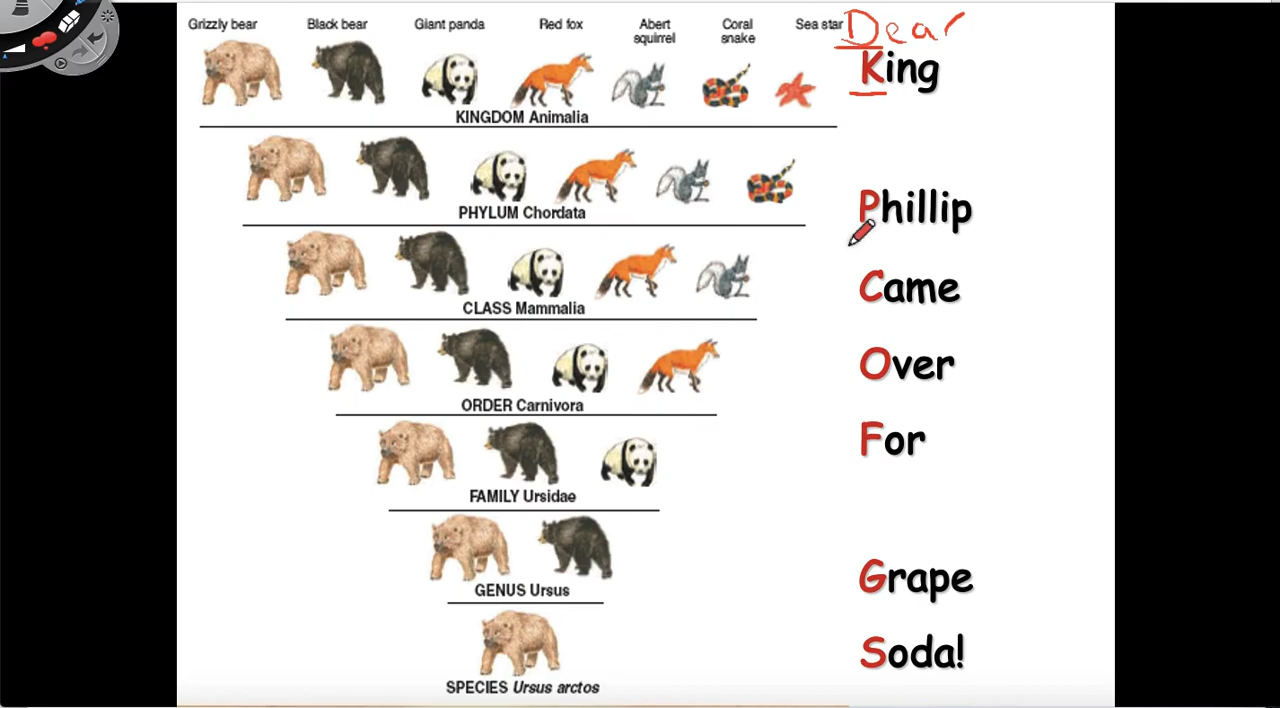 Grizzly bear Black bear Giant panda Red fox Abert squirrel Coral snake Sea star
Dear
King
KINGDOM Animalia
Phillip
PHYLUM Chordata
Came
CLASS Mammalia
Over
ORDER Carnivora
For
FAMILY Ursidae
Grape
GENUS Ursus
Soda!
SPECIES Ursus arctos